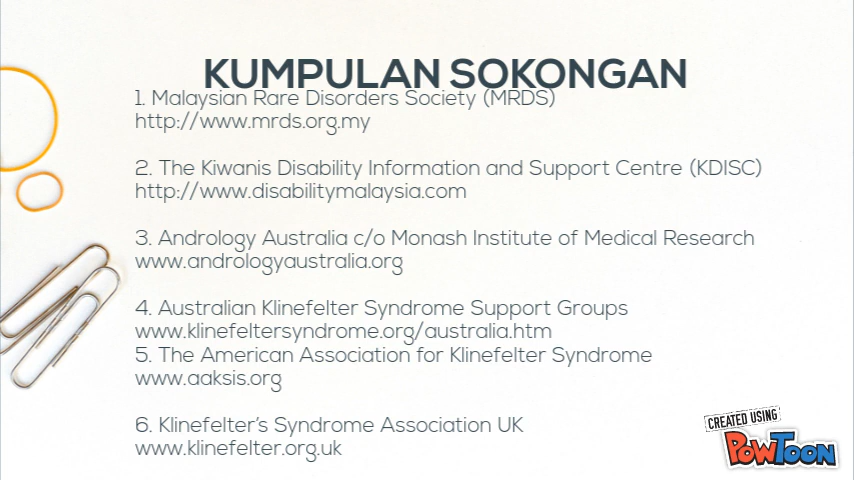 KUMPULAN SOKONGAN
1. Malaysian Rare Disorders Society (MRDS)
http://www.mrds.org.my
2. The Kiwanis Disability Information and Support Centre (KDISC)
http://www.disabilitymalaysia.com
3. Andrology Australia c/o Monash Institute of Medical Research
www.andrologyaustralia.org
4. Australian Klinefelter Syndrome Support Groups
www.klinefeltersyndrome.org/australia.htm
5. The American Association for Klinefelter Syndrome
www.aaksis.org
6. Klinefelter's Syndrome Association UK
www.klinefelter.org.uk
CREATED USING
POWTOON